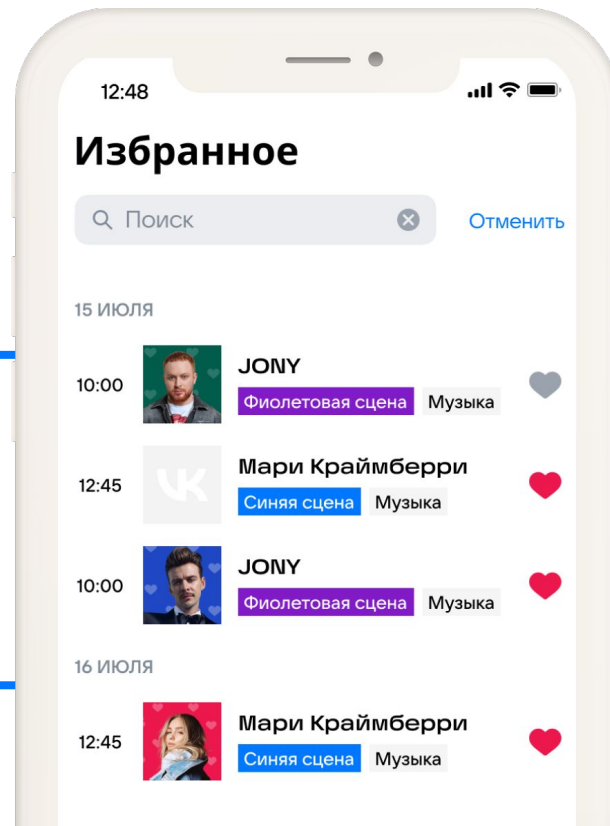 12:48
Избранное
Поиск
Отменить
15 ИЮЛЯ
JONY
10:00
Фиолетовая сцена Музыка
Мари Краймберри
12:45
Синяя сцена Музыка
JONY
10:00
Фиолетовая сцена Музыка
16 ИЮЛЯ
Мари Краймберри
12:45
Синяя сцена Музыка